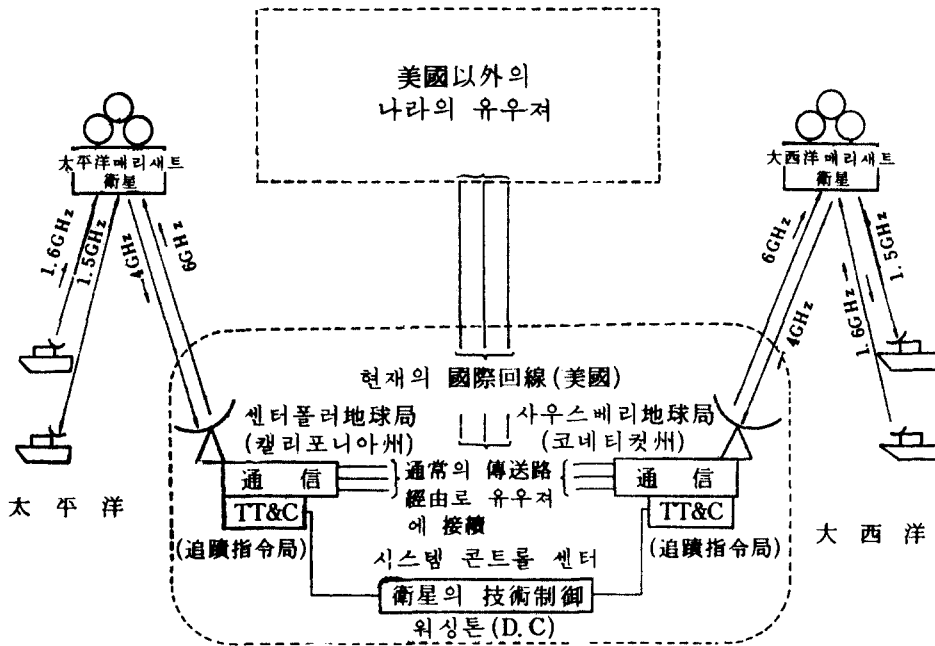 美國以外의
나라의 유우져
太平洋매리새트
衛星
大西洋매리새트
衛星
1.6GHz
1.5GHz
4GHz
6GHz
6GHz
4GHz
1.5GHz
1.6GHz
현재의 國際回線(美國)
센터폴러地球局
(캘리포니아州)
사우스베리地球局
(코네티컷州)
通 信
通常의 傳送路
經由로 유우져
에 接續
通 信
TT&C
TT&C
太 平 洋
(追蹟指令局)
(追蹟指令局)
大 西 洋
시스템 콘트롤 센터
衛星의 技術制御
워싱톤(D.C)